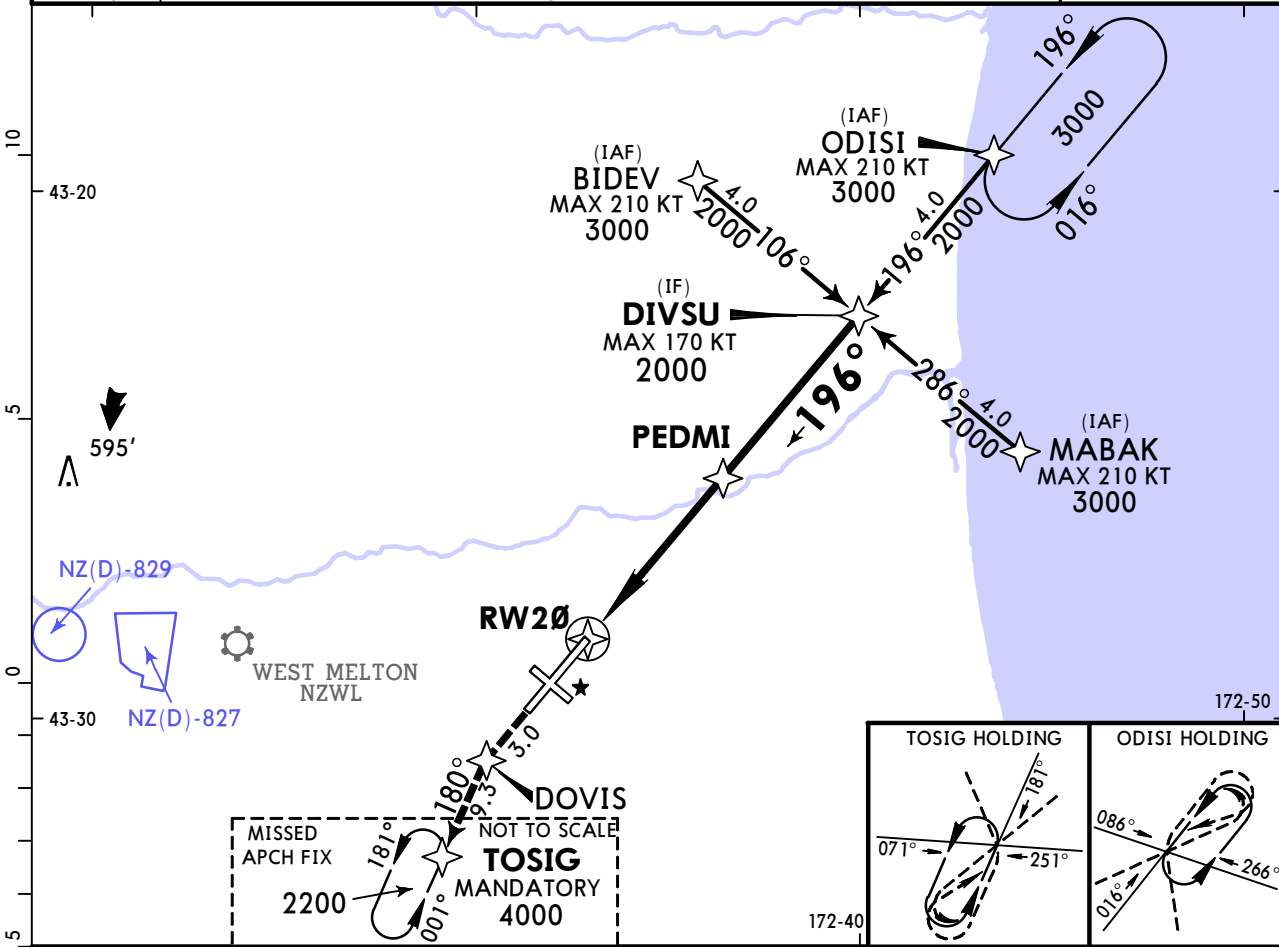 196°
3000
016°
(IAF)
ODISI
MAX 210 KT
3000
(IAF)
BIDEV
MAX 210 KT
3000
4.0
2000
106°
4.0
196°
2000
10
43-20
(IF)
DIVSU
MAX 170 KT
2000
196°
286°
4.0
2000
(IAF)
MABAK
MAX 210 KT
3000
5
595'
PEDMI
NZ(D)-829
RW20
WEST MELTON
NZWL
NZ(D)-827
0
43-30
172-50
3.0
180°
9.3
DOVIS
MISSED
APCH FIX
NOT TO SCALE
181°
TOSIG
MANDATORY
4000
2200
001°
172-40
5
TOSIG HOLDING
181°
071°
251°
ODISI HOLDING
086°
266°
016°